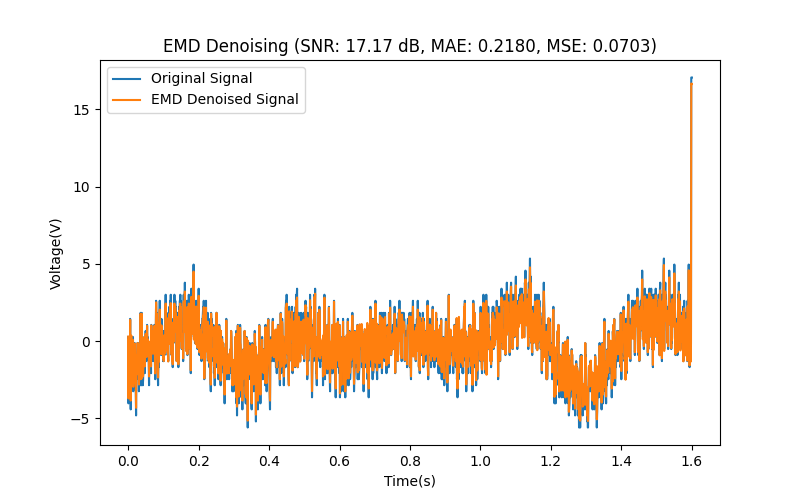 EMD Denoising (SNR: 17.17 dB, MAE: 0.2180, MSE: 0.0703)
Original Signal
EMD Denoised Signal
15
10
5
0
−5
Voltage(V)
0.0 0.2 0.4 0.6 0.8 1.0 1.2 1.4 1.6
Time(s)